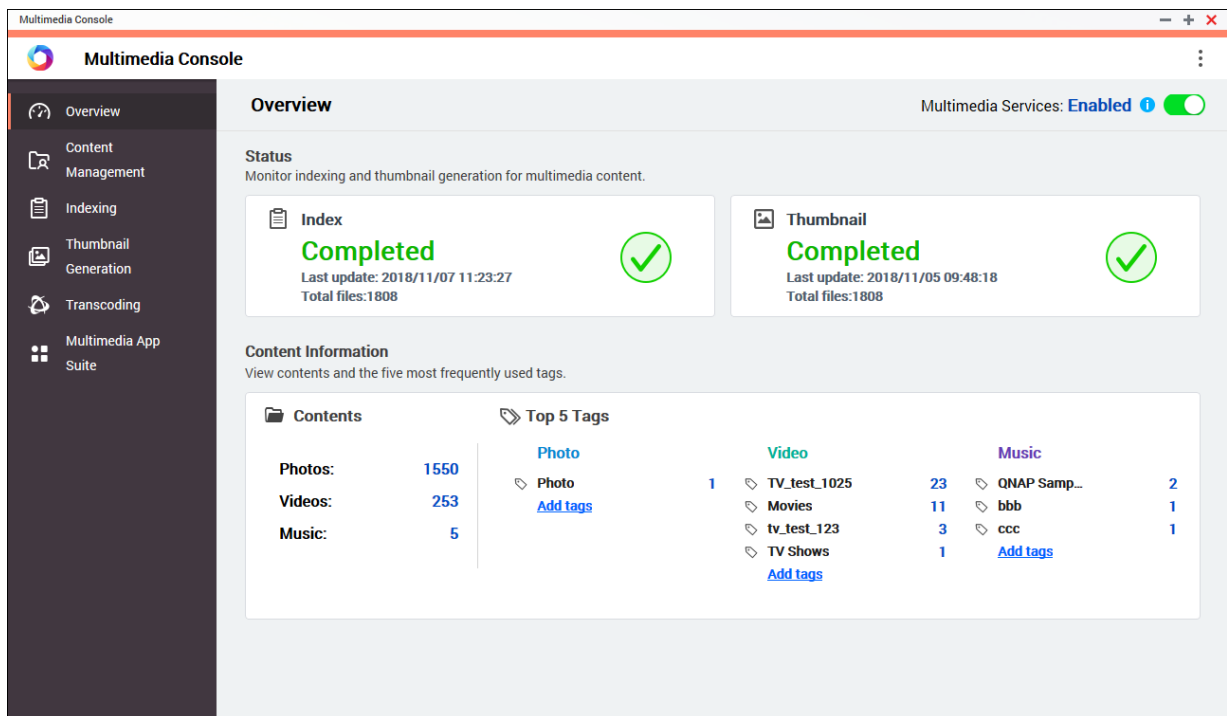 Multimedia Console
Multimedia Console
Overview
Content
Management
Indexing
Thumbnail
Generation
Transcoding
Multimedia App
Suite
Overview
Multimedia Services: Enabled
Status
Monitor indexing and thumbnail generation for multimedia content.
Index
Completed
Last update: 2018/11/07 11:23:27
Total files:1808
Thumbnail
Completed
Last update: 2018/11/05 09:48:18
Total files:1808
Content Information
View contents and the five most frequently used tags.
Contents
Photos: 1550
Videos: 253
Music: 5
Top 5 Tags
Photo
Photo 1
Add tags
Video
TV_test_1025 23
Movies 11
tv_test_123 3
TV Shows 1
Add tags
Music
QNAP Samp... 2
bbb 1
ccc 1
Add tags